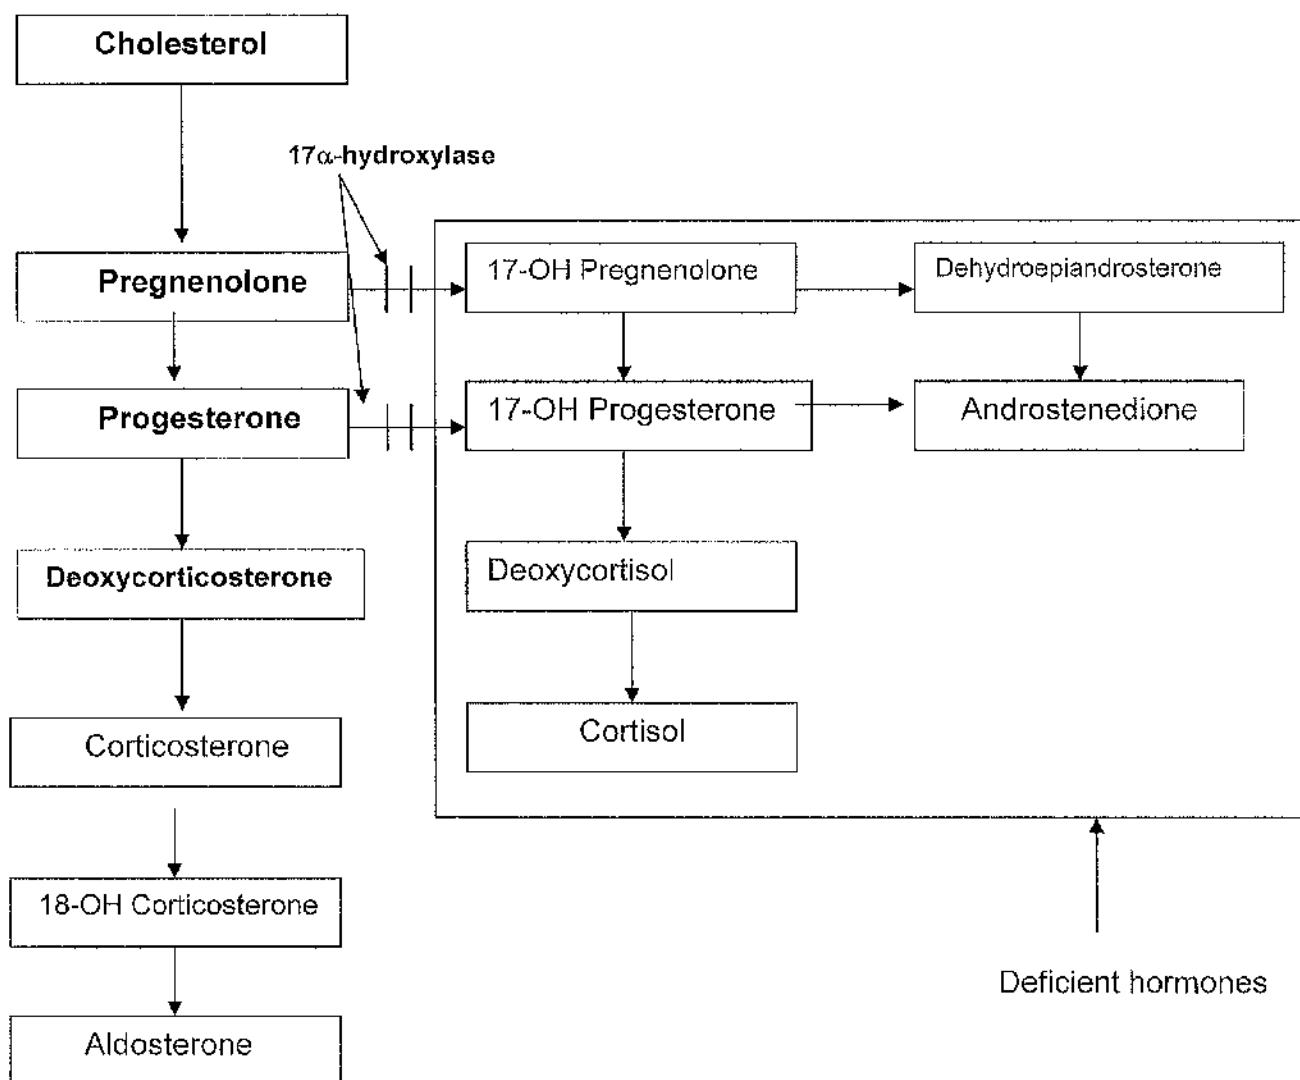 Cholesterol
17α-hydroxylase
Pregnenolone
17-OH Pregnenolone
Dehydroepiandrosterone
Progesterone
17-OH Progesterone
Androstenedione
Deoxycorticosterone
Deoxycortisol
Corticosterone
Cortisol
18-OH Corticosterone
Deficient hormones
Aldosterone